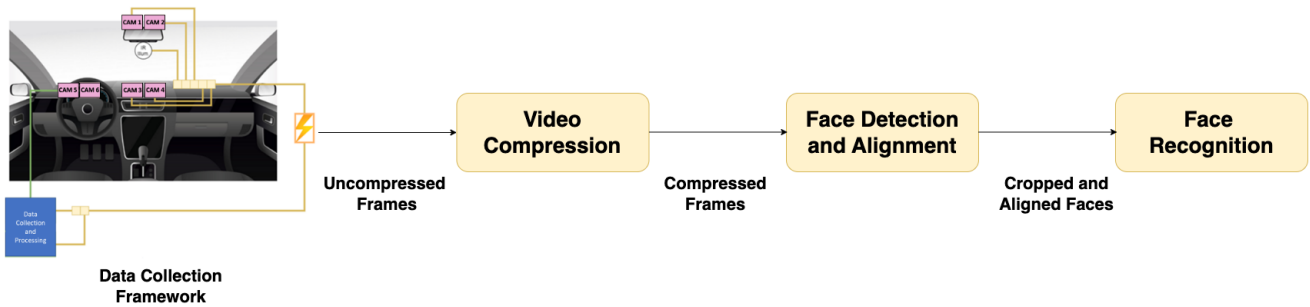 CAM 1 CAM 2
CAM 5 CAM 6 CAM 3 CAM 4
Data
Collection
and
Processing
Data Collection
Framework
Uncompressed
Frames
Video
Compression
Compressed
Frames
Face Detection
and Alignment
Cropped and
Aligned Faces
Face
Recognition